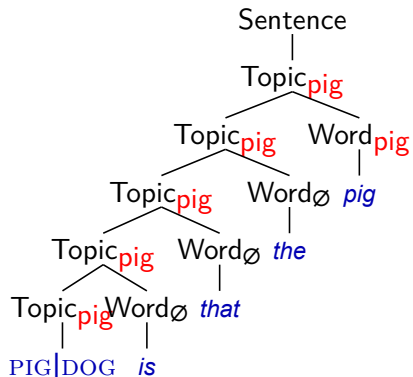 Sentence
Topicpig
Topicpig Wordpig
Topicpig Word∅ pig
Topicpig Word∅ the
Topicpig Word∅ that
PIG|DOG is